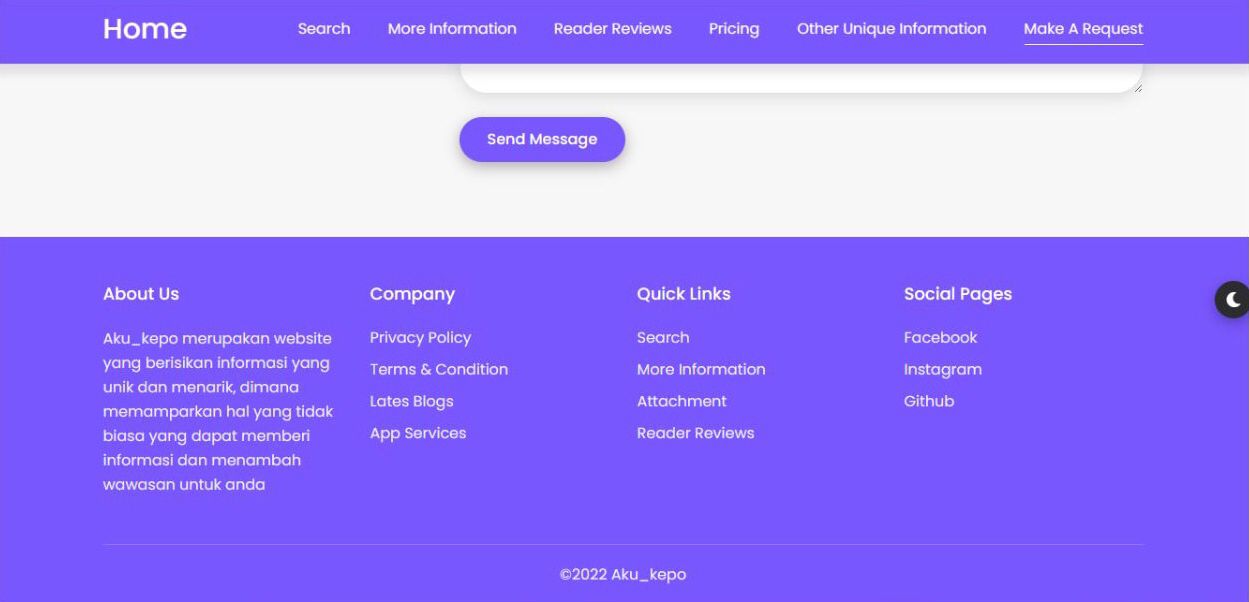 Home
Search
More Information
Reader Reviews
Pricing
Other Unique Information
Make A Request
Send Message
About Us
Aku_kepo merupakan website
yang berisikan informasi yang
unik dan menarik, dimana
memamparkan hal yang tidak
biasa yang dapat memberi
informasi dan menambah
wawasan untuk anda
Company
Privacy Policy
Terms & Condition
Lates Blogs
App Services
Quick Links
Search
More Information
Attachment
Reader Reviews
Social Pages
Facebook
Instagram
Github
©2022 Aku_kepo